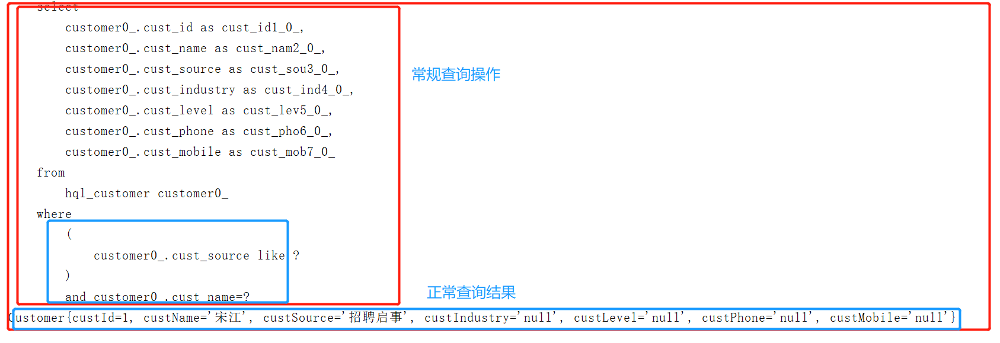 select
customer0_.cust_id as cust_id1_0_,
customer0_.cust_name as cust_nam2_0_,
customer0_.cust_source as cust_sou3_0_,
常规查询操作
customer0_.cust_industry as cust_ind4_0_,
customer0_.cust_level as cust_lev5_0_,
customer0_.cust_phone as cust_pho6_0_,
customer0_.cust_mobile as cust_mob7_0_
from
hql_customer customer0_
where
(
customer0_.cust_source like ?
)
and customer0_.cust_name=?
正常查询结果
Customer{custId=1, custName='宋江', custSource='招聘启事', custIndustry='null', custLevel='null', custPhone='null', custMobile='null'}